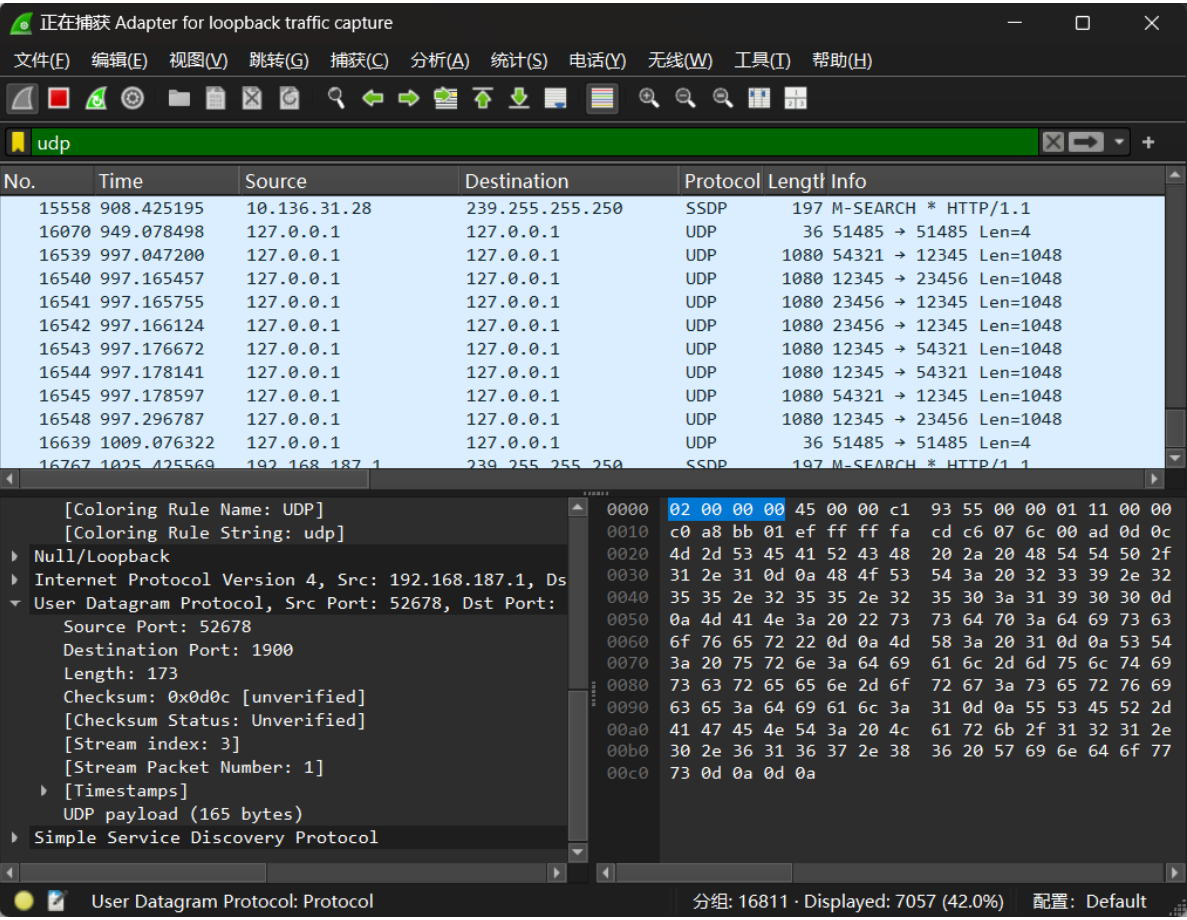 正在捕获 Adapter for loopback traffic capture
文件(F) 编辑(E) 视图(V) 跳转(G) 捕获(C) 分析(A) 统计(S) 电话(Y) 无线(W) 工具(T) 帮助(H)
udp
No. Time Source Destination Protocol Length Info
15558 908.425195 10.136.31.28 239.255.255.250 SSDP 197 M-SEARCH * HTTP/1.1
16070 949.078498 127.0.0.1 127.0.0.1 UDP 36 51485 → 51485 Len=4
16539 997.047200 127.0.0.1 127.0.0.1 UDP 1080 54321 → 12345 Len=1048
16540 997.165457 127.0.0.1 127.0.0.1 UDP 1080 12345 → 23456 Len=1048
16541 997.165755 127.0.0.1 127.0.0.1 UDP 1080 23456 → 12345 Len=1048
16542 997.166124 127.0.0.1 127.0.0.1 UDP 1080 23456 → 12345 Len=1048
16543 997.176672 127.0.0.1 127.0.0.1 UDP 1080 12345 → 54321 Len=1048
16544 997.178141 127.0.0.1 127.0.0.1 UDP 1080 12345 → 54321 Len=1048
16545 997.178597 127.0.0.1 127.0.0.1 UDP 1080 54321 → 12345 Len=1048
16548 997.296787 127.0.0.1 127.0.0.1 UDP 1080 12345 → 23456 Len=1048
16639 1009.076322 127.0.0.1 127.0.0.1 UDP 36 51485 → 51485 Len=4
16767 1025.425569 192.168.187.1 239.255.255.250 SSDP 197 M-SEARCH * HTTP/1.1
[Coloring Rule Name: UDP]
[Coloring Rule String: udp]
Null/Loopback
Internet Protocol Version 4, Src: 192.168.187.1, Ds
User Datagram Protocol, Src Port: 52678, Dst Port:
Source Port: 52678
Destination Port: 1900
Length: 173
Checksum: 0x0d0c [unverified]
[Checksum Status: Unverified]
[Stream index: 3]
[Stream Packet Number: 1]
[Timestamps]
UDP payload (165 bytes)
Simple Service Discovery Protocol
0000 02 00 00 00 45 00 00 c1 93 55 00 00 01 11 00 00
0010 c0 a8 bb 01 ef ff ff fa cd c6 07 6c 00 ad 0d 0c
0020 4d 2d 53 45 41 52 43 48 20 2a 20 48 54 54 50 2f
0030 31 2e 31 0d 0a 48 4f 53 54 3a 20 32 33 39 2e 32
0040 35 35 2e 32 35 35 2e 32 35 30 3a 31 39 30 30 0d
0050 0a 4d 41 4e 3a 20 22 73 73 64 70 3a 64 69 73 63
0060 6f 76 65 72 22 0d 0a 4d 58 3a 20 31 0d 0a 53 54
0070 3a 20 75 72 6e 3a 64 69 61 6c 2d 6d 75 6c 74 69
0080 73 63 72 65 65 6e 2d 6f 72 67 3a 73 65 72 76 69
0090 63 65 3a 64 69 61 6c 3a 31 0d 0a 55 53 45 52 2d
00a0 41 47 45 4e 54 3a 20 4c 61 72 6b 2f 31 32 31 2e
00b0 30 2e 36 31 36 37 2e 38 36 20 57 69 6e 64 6f 77
00c0 73 0d 0a 0d 0a
User Datagram Protocol: Protocol 分组: 16811 · Displayed: 7057 (42.0%) 配置: Default